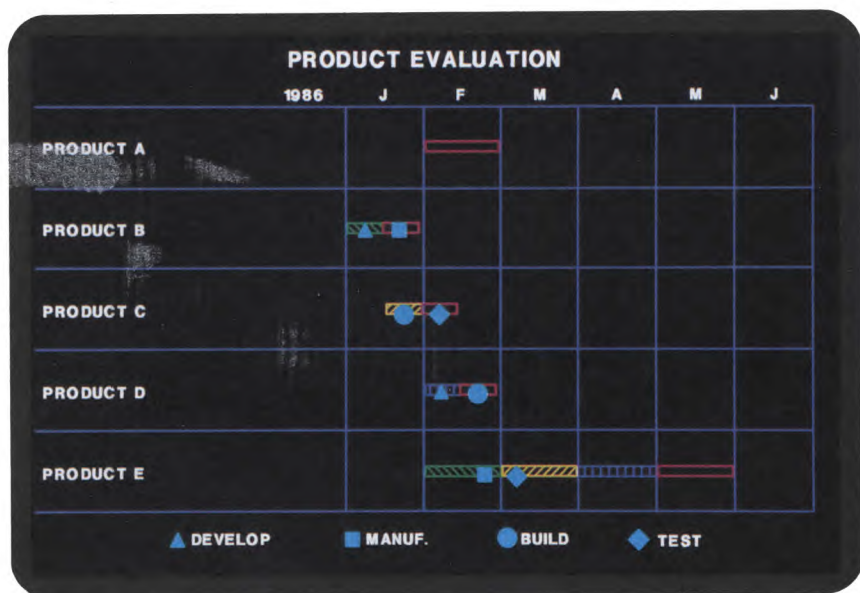 PRODUCT EVALUATION
1986 J F M A M J
PRODUCT A
PRODUCT B
PRODUCT C
PRODUCT D
PRODUCT E
DEVELOP MANUF. BUILD TEST